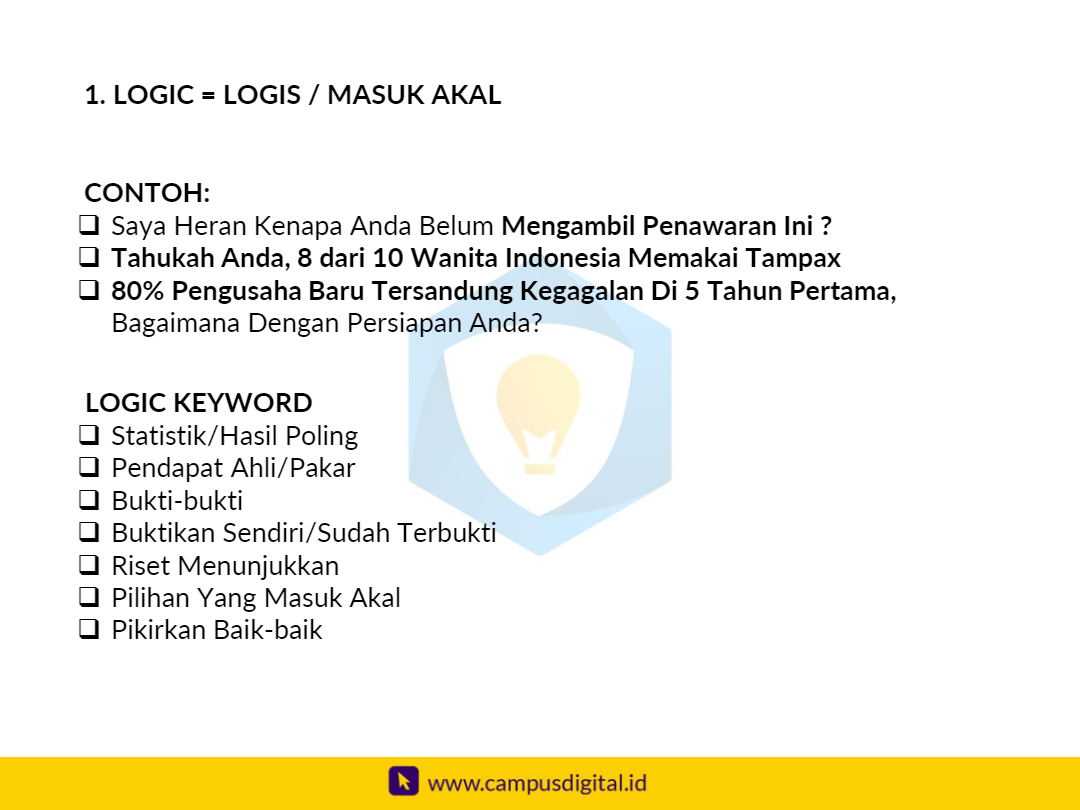 1. LOGIC = LOGIS / MASUK AKAL
CONTOH:
❑ Saya Heran Kenapa Anda Belum Mengambil Penawaran Ini ?
❑ Tahukah Anda, 8 dari 10 Wanita Indonesia Memakai Tampax
❑ 80% Pengusaha Baru Tersandung Kegagalan Di 5 Tahun Pertama,
Bagaimana Dengan Persiapan Anda?
LOGIC KEYWORD
❑ Statistik/Hasil Poling
❑ Pendapat Ahli/Pakar
❑ Bukti-bukti
❑ Buktikan Sendiri/Sudah Terbukti
❑ Riset Menunjukkan
❑ Pilihan Yang Masuk Akal
❑ Pikirkan Baik-baik
www.campusdigital.id